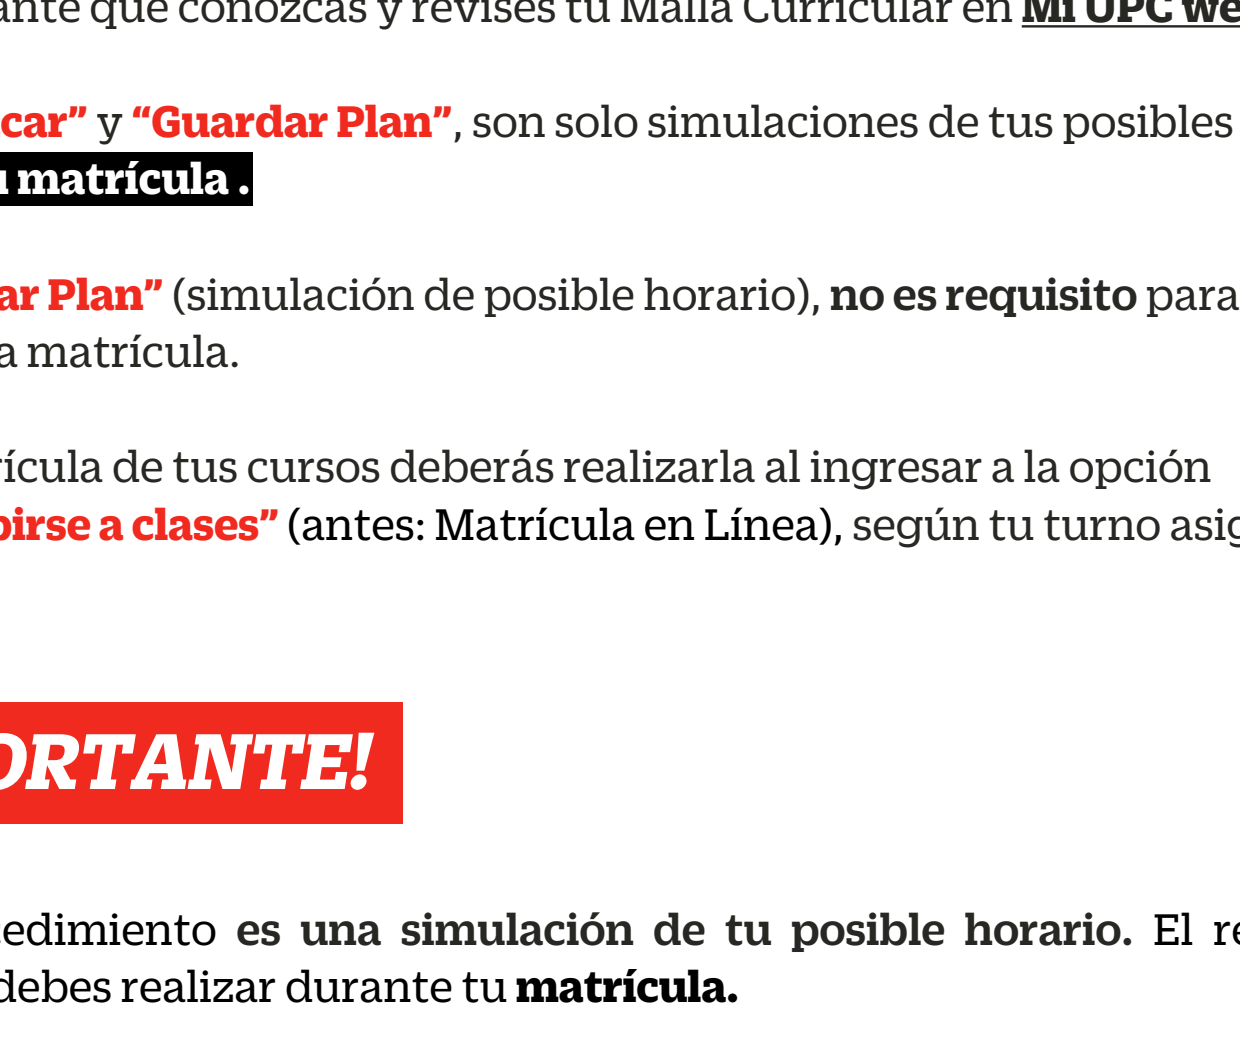 ante que conozcas y revises tu Malla Curricular en Mi UPC we
car” y “Guardar Plan”, son solo simulaciones de tus posibles
u matrícula .
ar Plan” (simulación de posible horario), no es requisito para
a matrícula.
rícula de tus cursos deberás realizarla al ingresar a la opción
birse a clases” (antes: Matrícula en Línea), según tu turno asig
ORTANTE!
cedimiento es una simulación de tu posible horario. El re
debes realizar durante tu matrícula.